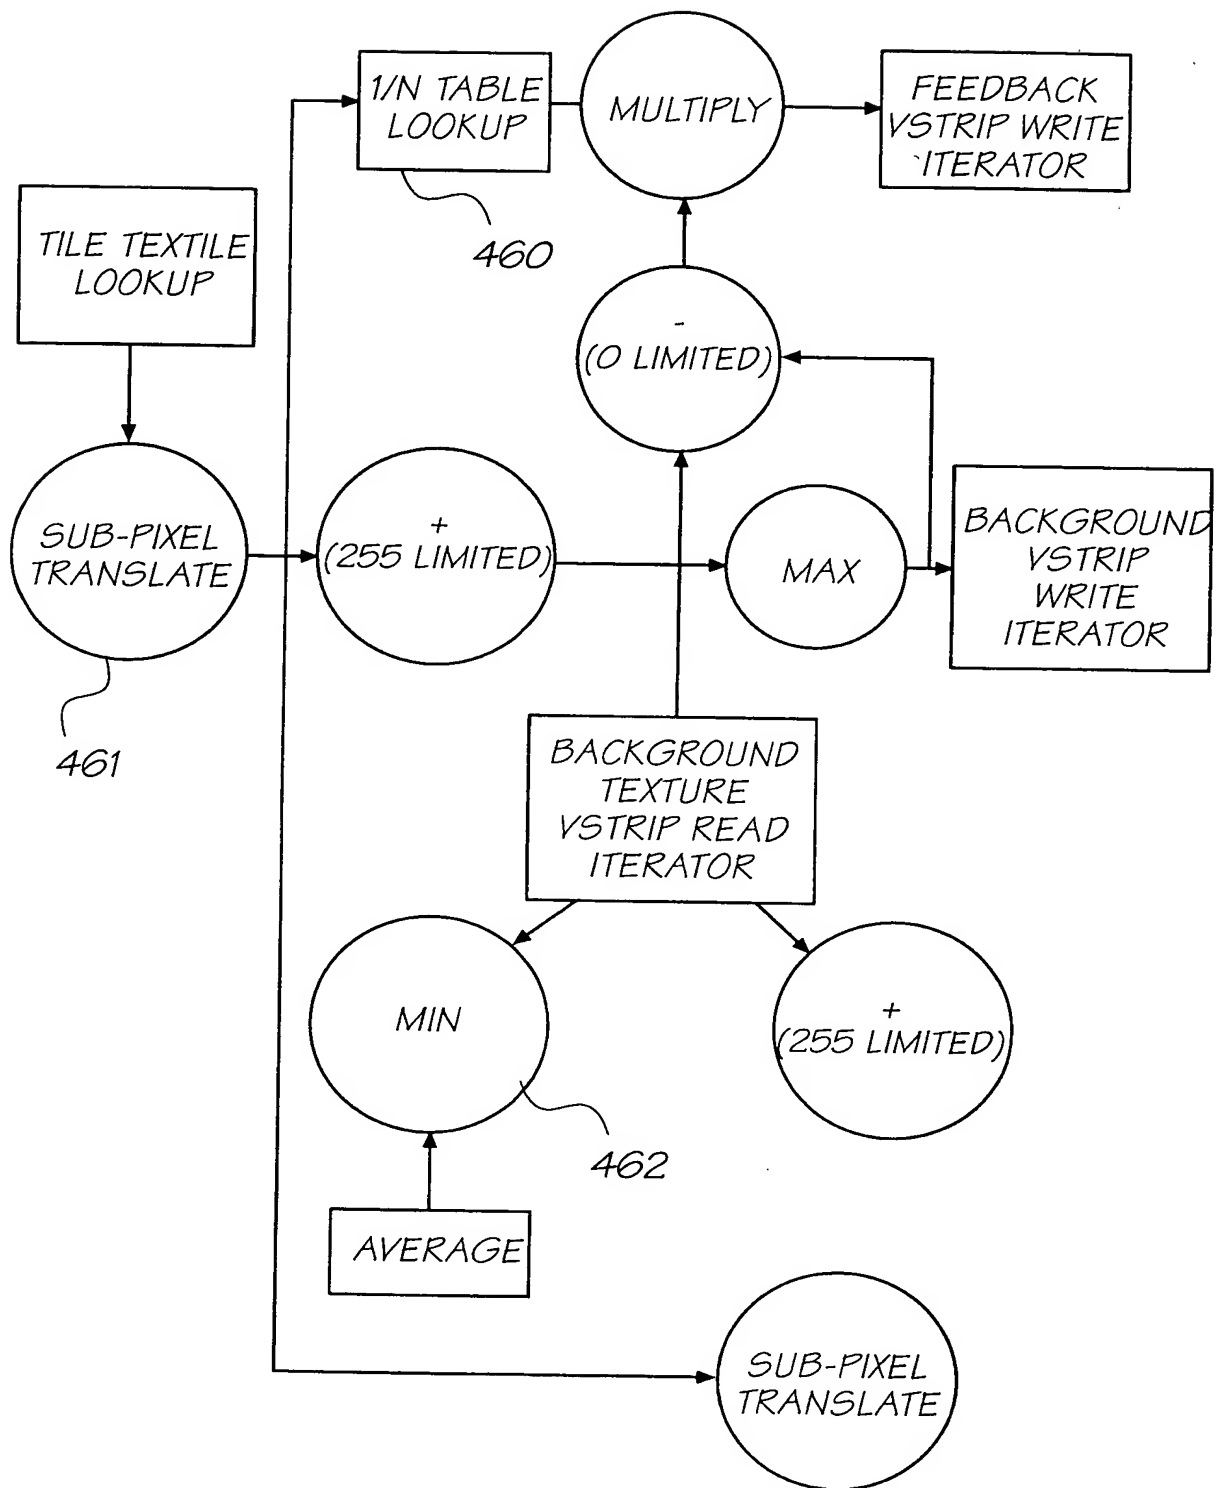 1/N TABLE
LOOKUP
MULTIPLY
FEEDBACK
VSTRIP WRITE
ITERATOR
460
TILE TEXTILE
LOOKUP
-
(0 LIMITED)
SUB-PIXEL
TRANSLATE
+
(255 LIMITED)
MAX
BACKGROUND
VSTRIP
WRITE
ITERATOR
461
BACKGROUND
TEXTURE
VSTRIP READ
ITERATOR
MIN
+
(255 LIMITED)
462
AVERAGE
SUB-PIXEL
TRANSLATE